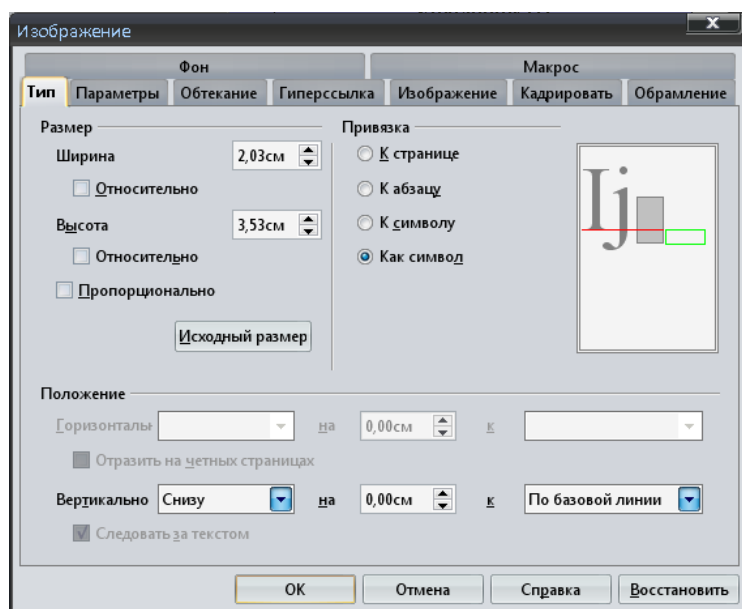 Изображение
Фон Макрос
Тип Параметры Обтекание Гиперссылка Изображение Кадрировать Обрамление
Размер Привязка
Ширина 2,03см К странице
Относительно К абзацу
Высота 3,53см К символу
Относительно Как символ
Пропорционально
Исходный размер
Ij
Положение
Горизонталы на 0,00см к
Отразить на четных страницах
Вертикально Снизу на 0,00см к По базовой линии
Следовать за текстом
OK Отмена Справка Восстановить